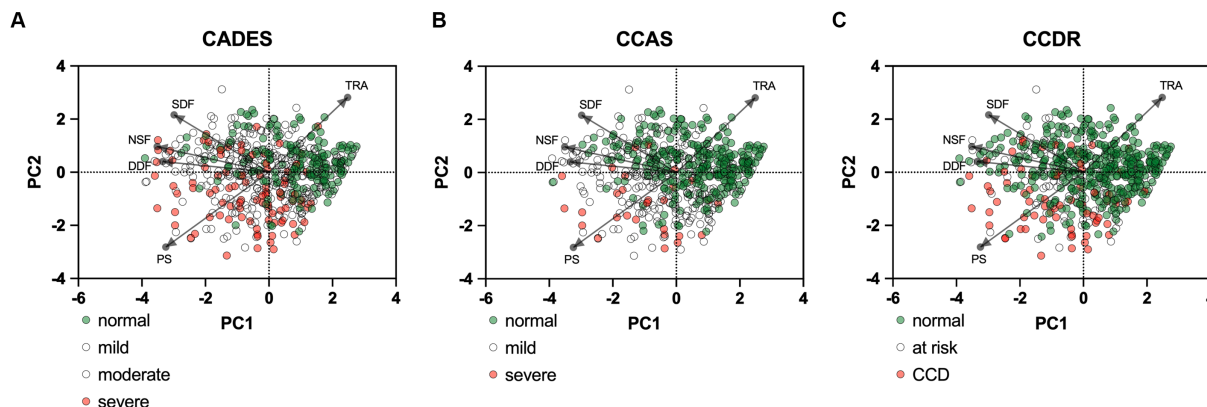 A
CADES
4
2
0
-2
-4
PC2
TRA
SDF
NSF
DDF
PS
-6 -4 -2 0 2 4
PC1
normal
mild
moderate
severe
B
CCAS
4
2
0
-2
-4
PC2
TRA
SDF
NSF
DDF
PS
-6 -4 -2 0 2 4
PC1
normal
mild
severe
C
CCDR
4
2
0
-2
-4
PC2
TRA
SDF
NSF
DDF
PS
-6 -4 -2 0 2 4
PC1
normal
at risk
CCD